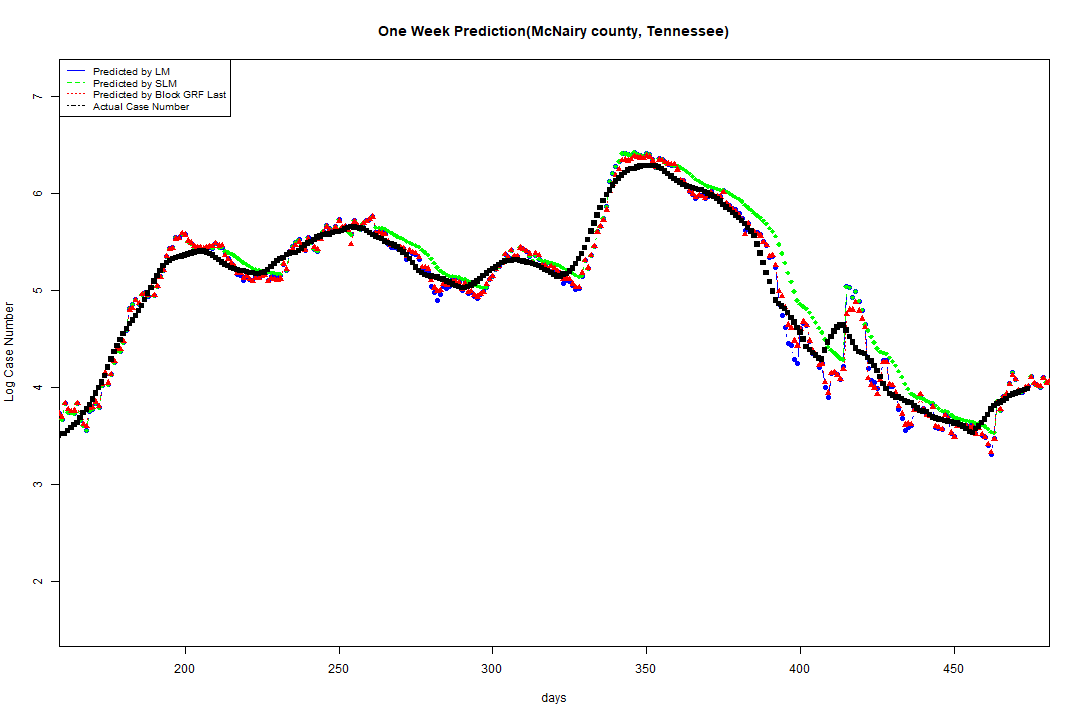 One Week Prediction(McNairy county, Tennessee)
Predicted by LM
Predicted by SLM
Predicted by Block GRF Last
Actual Case Number
7
6
5
4
3
2
Log Case Number
200 250 300 350 400 450
days